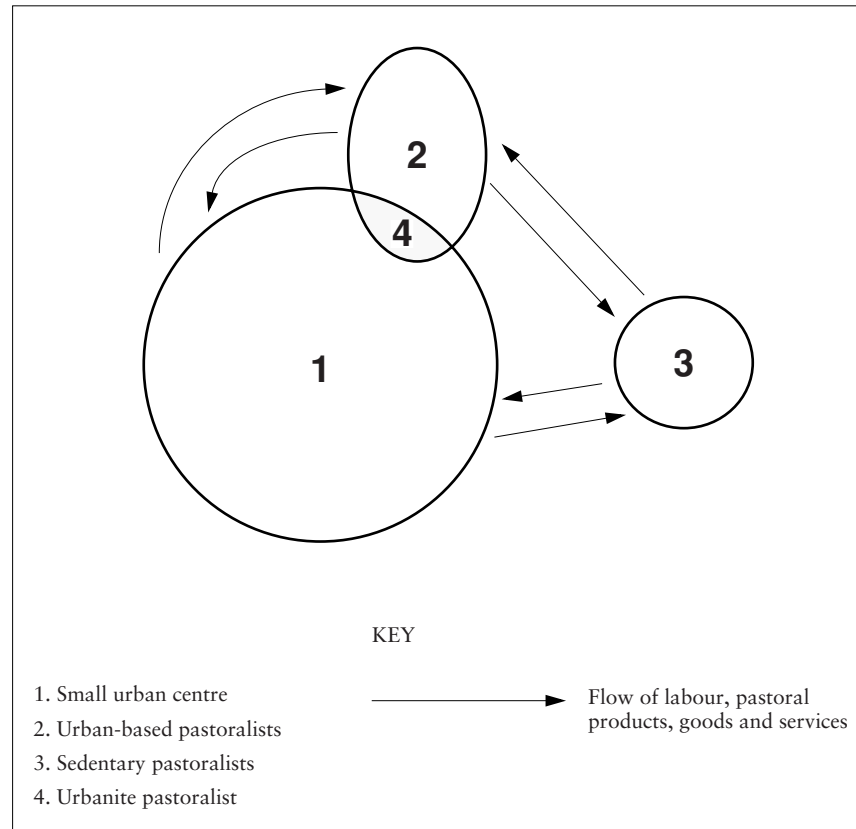 2
4
1
3
KEY
1. Small urban centre
2. Urban-based pastoralists
3. Sedentary pastoralists
4. Urbanite pastoralist
Flow of labour, pastoral
products, goods and services